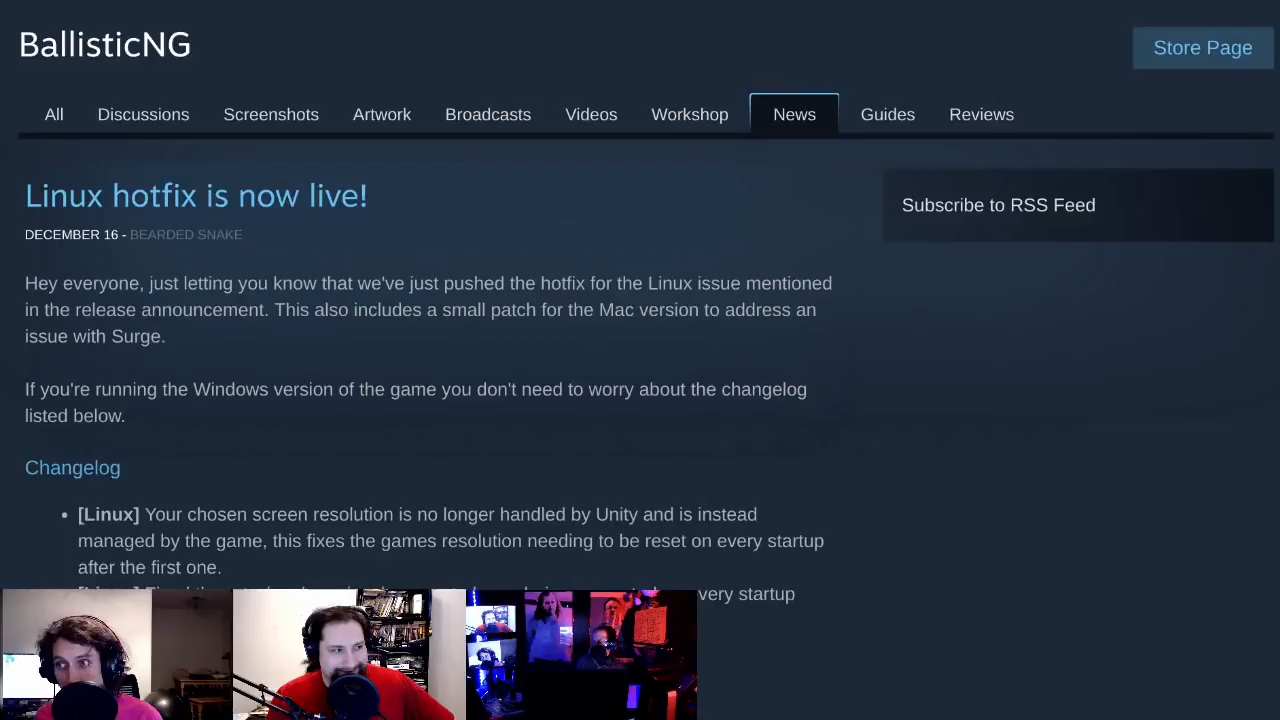 BallisticNG
Store Page
All Discussions Screenshots Artwork Broadcasts Videos Workshop News Guides Reviews
Linux hotfix is now live!
DECEMBER 16 - BEARDED SNAKE
Subscribe to RSS Feed
Hey everyone, just letting you know that we've just pushed the hotfix for the Linux issue mentioned
in the release announcement. This also includes a small patch for the Mac version to address an
issue with Surge.
If you're running the Windows version of the game you don't need to worry about the changelog
listed below.
Changelog
• [Linux] Your chosen screen resolution is no longer handled by Unity and is instead
managed by the game, this fixes the games resolution needing to be reset on every startup
after the first one.
very startup